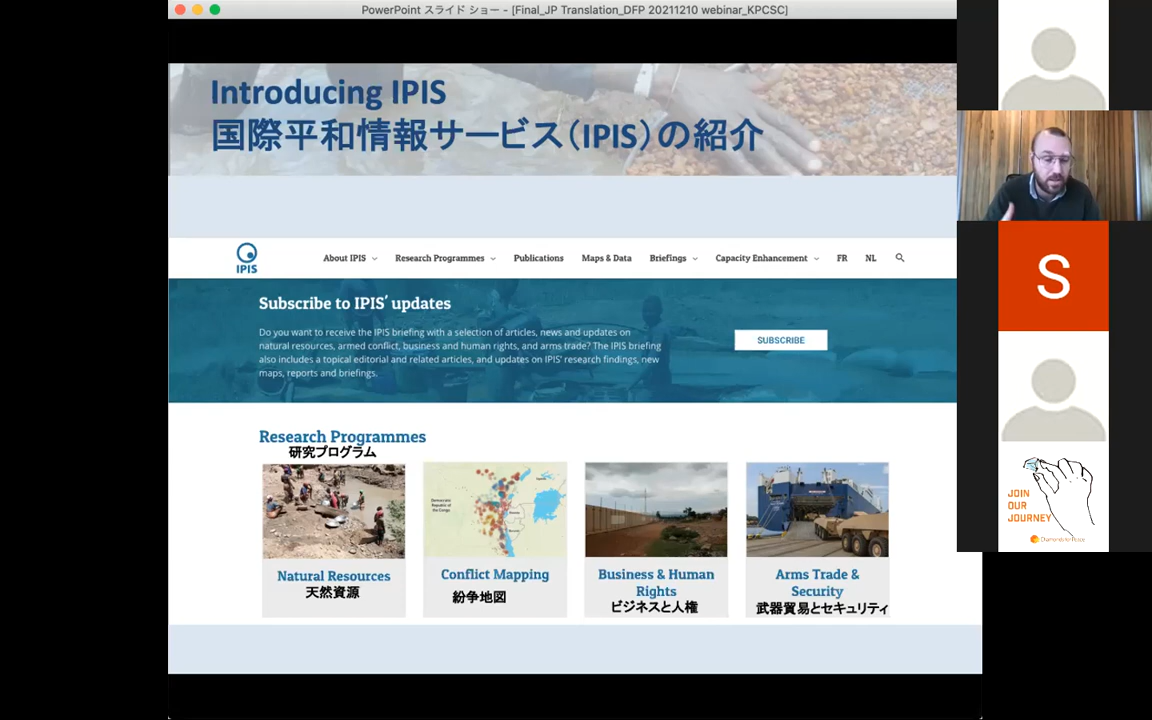 PowerPoint スライド ショー - [Final_JP Translation_DFP 20211210 webinar_KPCSC]
Introducing IPIS
国際平和情報サービス（IPIS）の紹介
IPIS
About IPIS
Research Programmes
Publications
Maps & Data
Briefings
Capacity Enhancement
FR
NL
Subscribe to IPIS' updates
Do you want to receive the IPIS briefing with a selection of articles, news and updates on
natural resources, armed conflict, business and human rights, and arms trade? The IPIS briefing
also includes a topical editorial and related articles, and updates on IPIS' research findings, new
maps, reports and briefings.
SUBSCRIBE
Research Programmes
研究プログラム
Democratic
Republic of
the Congo
Natural Resources
天然資源
Conflict Mapping
紛争地図
Business & Human
Rights
ビジネスと人権
Arms Trade &
Security
武器貿易とセキュリティ
S
JOIN
OUR
JOURNEY